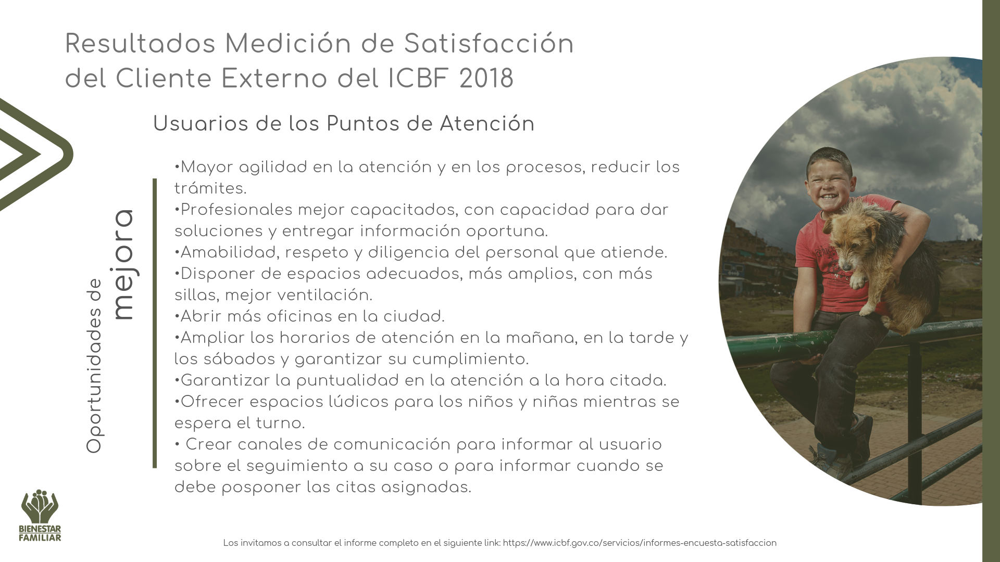 Resultados Medición de Satisfacción
del Cliente Externo del ICBF 2018
Usuarios de los Puntos de Atención
Oportunidades de
mejora
•Mayor agilidad en la atención y en los procesos, reducir los
trámites.
•Profesionales mejor capacitados, con capacidad para dar
soluciones y entregar información oportuna.
•Amabilidad, respeto y diligencia del personal que atiende.
•Disponer de espacios adecuados, más amplios, con más
sillas, mejor ventilación.
•Abrir más oficinas en la ciudad.
•Ampliar los horarios de atención en la mañana, en la tarde y
los sábados y garantizar su cumplimiento.
•Garantizar la puntualidad en la atención a la hora citada.
•Ofrecer espacios lúdicos para los niños y niñas mientras se
espera el turno.
• Crear canales de comunicación para informar al usuario
sobre el seguimiento a su caso o para informar cuando se
debe posponer las citas asignadas.
BIENESTAR
FAMILIAR
Los invitamos a consultar el informe completo en el siguiente link: https://www.icbf.gov.co/servicios/informes-encuesta-satisfaccion